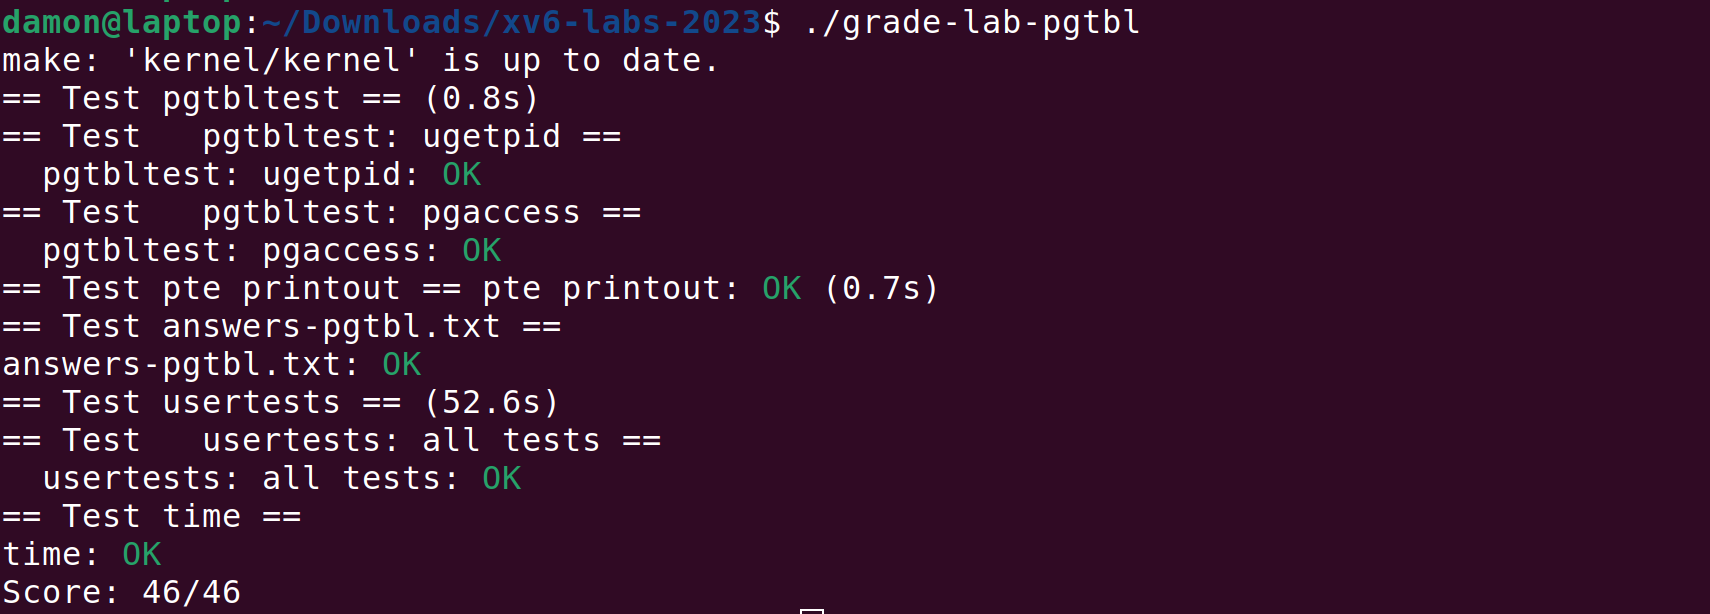 damon@laptop:~/Downloads/xv6-labs-2023$ ./grade-lab-pgtbl
make: 'kernel/kernel' is up to date.
== Test pgtbltest == (0.8s)
== Test   pgtbltest: ugetpid ==
  pgtbltest: ugetpid: OK
== Test   pgtbltest: pgaccess ==
  pgtbltest: pgaccess: OK
== Test pte printout == pte printout: OK (0.7s)
== Test answers-pgtbl.txt ==
answers-pgtbl.txt: OK
== Test usertests == (52.6s)
== Test   usertests: all tests ==
  usertests: all tests: OK
== Test time ==
time: OK
Score: 46/46